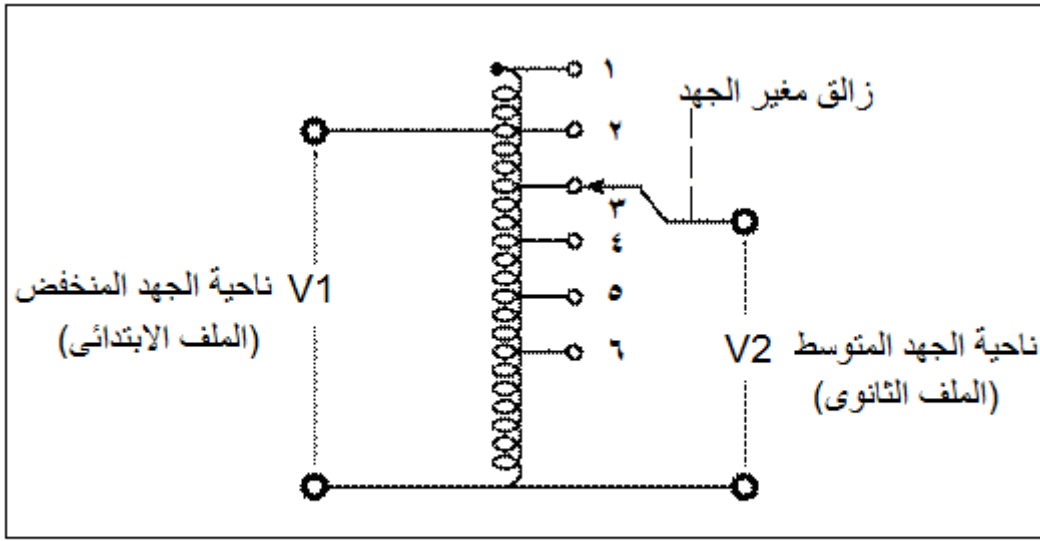 ١
زالق مغير الجهد
٢
٣
٤
V1 ناحية الجهد المنخفض
(الملف الابتدائى)
٥
٦
V2 ناحية الجهد المتوسط
(الملف الثانوى)